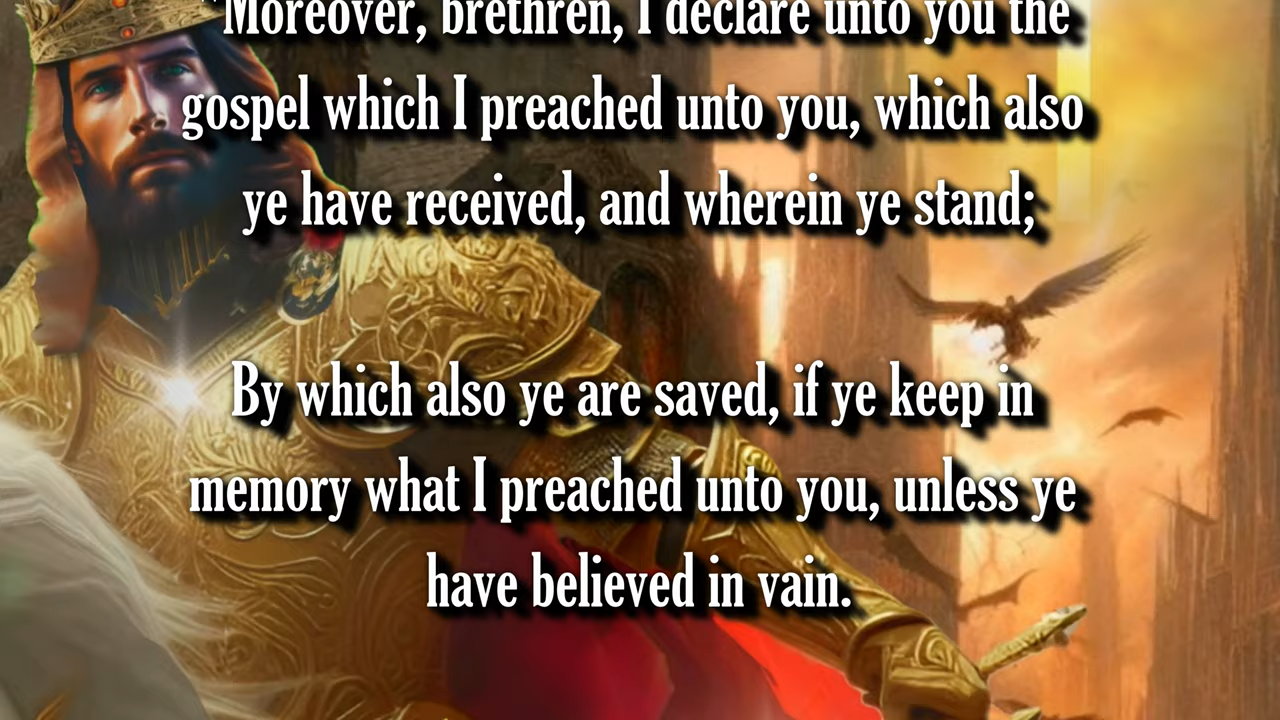 "Moreover, brethren, I declare unto you the
gospel which I preached unto you, which also
ye have received, and wherein ye stand;
By which also ye are saved, if ye keep in
memory what I preached unto you, unless ye
have believed in vain.